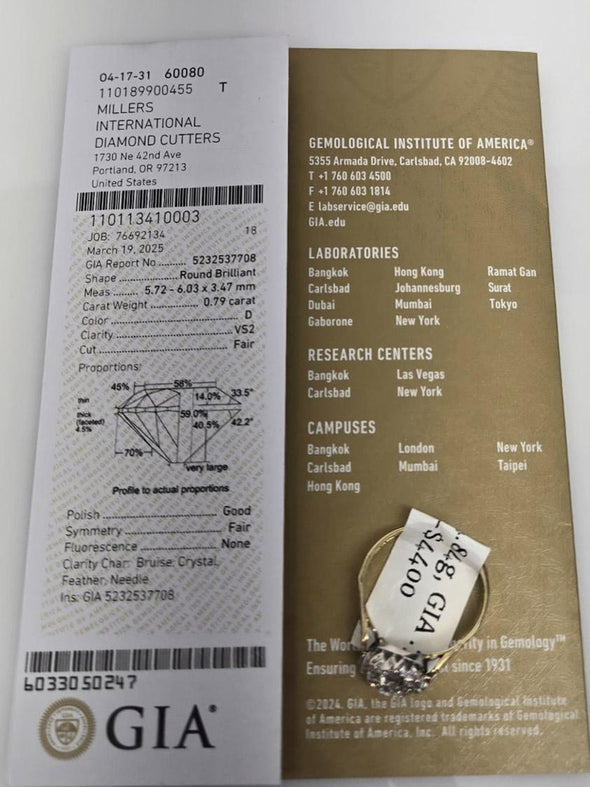 04-17-31 60080
110189900455 T
MILLERS
INTERNATIONAL
DIAMOND CUTTERS
1730 Ne 42nd Ave
Portland, OR 97213
United States
110113410003
JOB: 76692134 18
March 19, 2025
GIA Report No .......... 5232537708
Shape .......... Round Brilliant
Meas .......... 5.72 - 6.03 x 3.47 mm
Carat Weight .......... 0.79 carat
Color .......... D
Clarity .......... VS2
Cut .......... Fair
Proportions:
45% 58%
14.0% 33.5°
thin
-
thick
(faceted)
4.5%
59.0%
40.5% 42.2°
70%
very large
Profile to actual proportions
Polish .......... Good
Symmetry .......... Fair
Fluorescence .......... None
Clarity Char: Bruise, Crystal,
Feather, Needle
Ins: GIA 5232537708
6033050247
GIA®
GEMOLOGICAL INSTITUTE OF AMERICA®
5355 Armada Drive, Carlsbad, CA 92008-4602
T +1 760 603 4500
F +1 760 603 1814
E labservice@gia.edu
GIA.edu
LABORATORIES
Bangkok Hong Kong Ramat Gan
Carlsbad Johannesburg Surat
Dubai Mumbai Tokyo
Gaborone New York
RESEARCH CENTERS
Bangkok Las Vegas
Carlsbad New York
CAMPUSES
Bangkok London New York
Carlsbad Mumbai Taipei
Hong Kong
GIA
$1,400
The in Gemology™
Ensuring since 1931
©2024. GIA, the GIA logo and Gemological Institute
of America are registered trademarks of Gemological
Institute of America, Inc. All rights reserved.